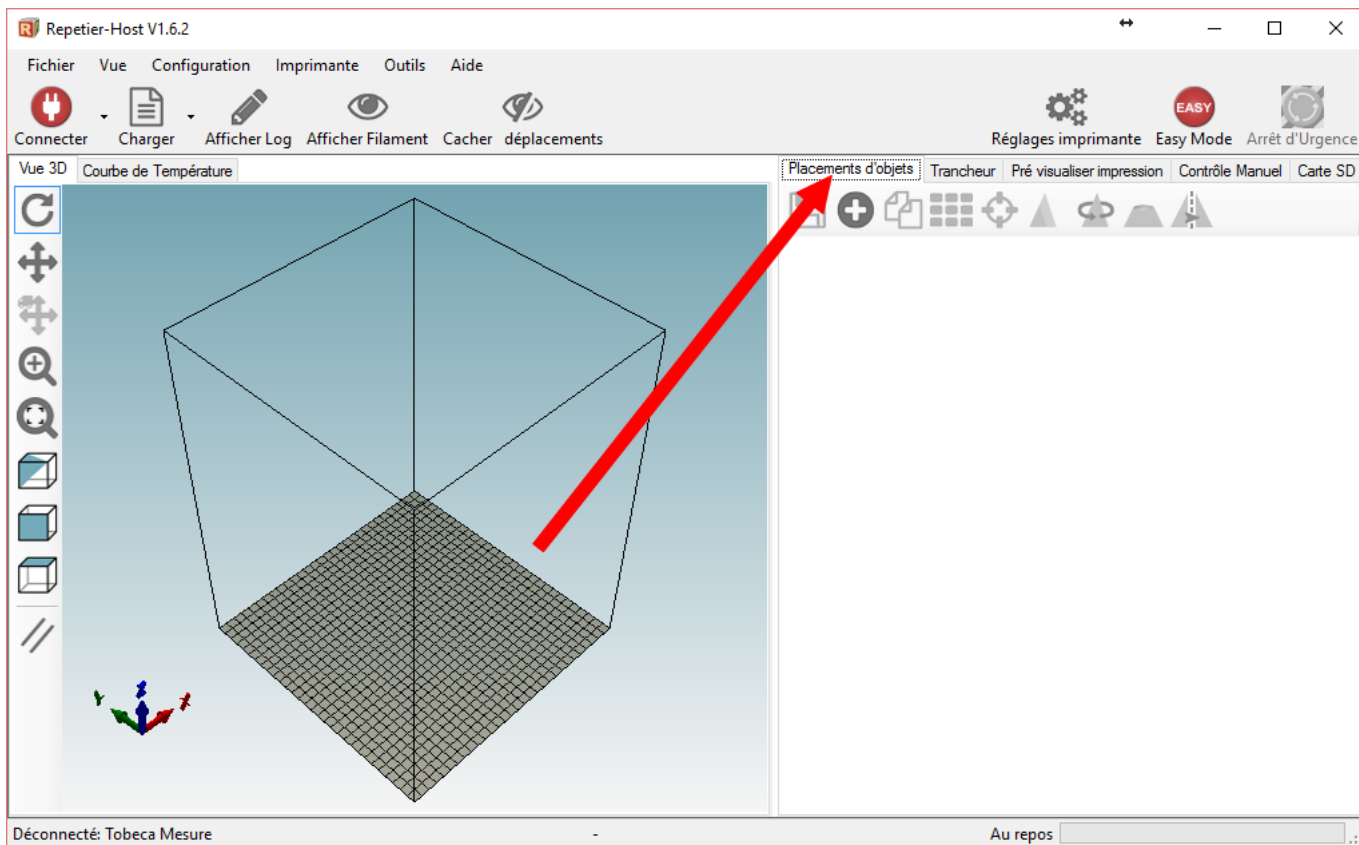 Repetier-Host V1.6.2
Fichier Vue Configuration Imprimante Outils Aide
Connecter Charger Afficher Log Afficher Filament Cacher déplacements Réglages imprimante EASY Easy Mode Arrêt d'Urgence
Vue 3D Courbe de Température Placements d'objets Trancheur Pré visualiser impression Contrôle Manuel Carte SD
Y Z X
Déconnecté: Tobeca Mesure - Au repos